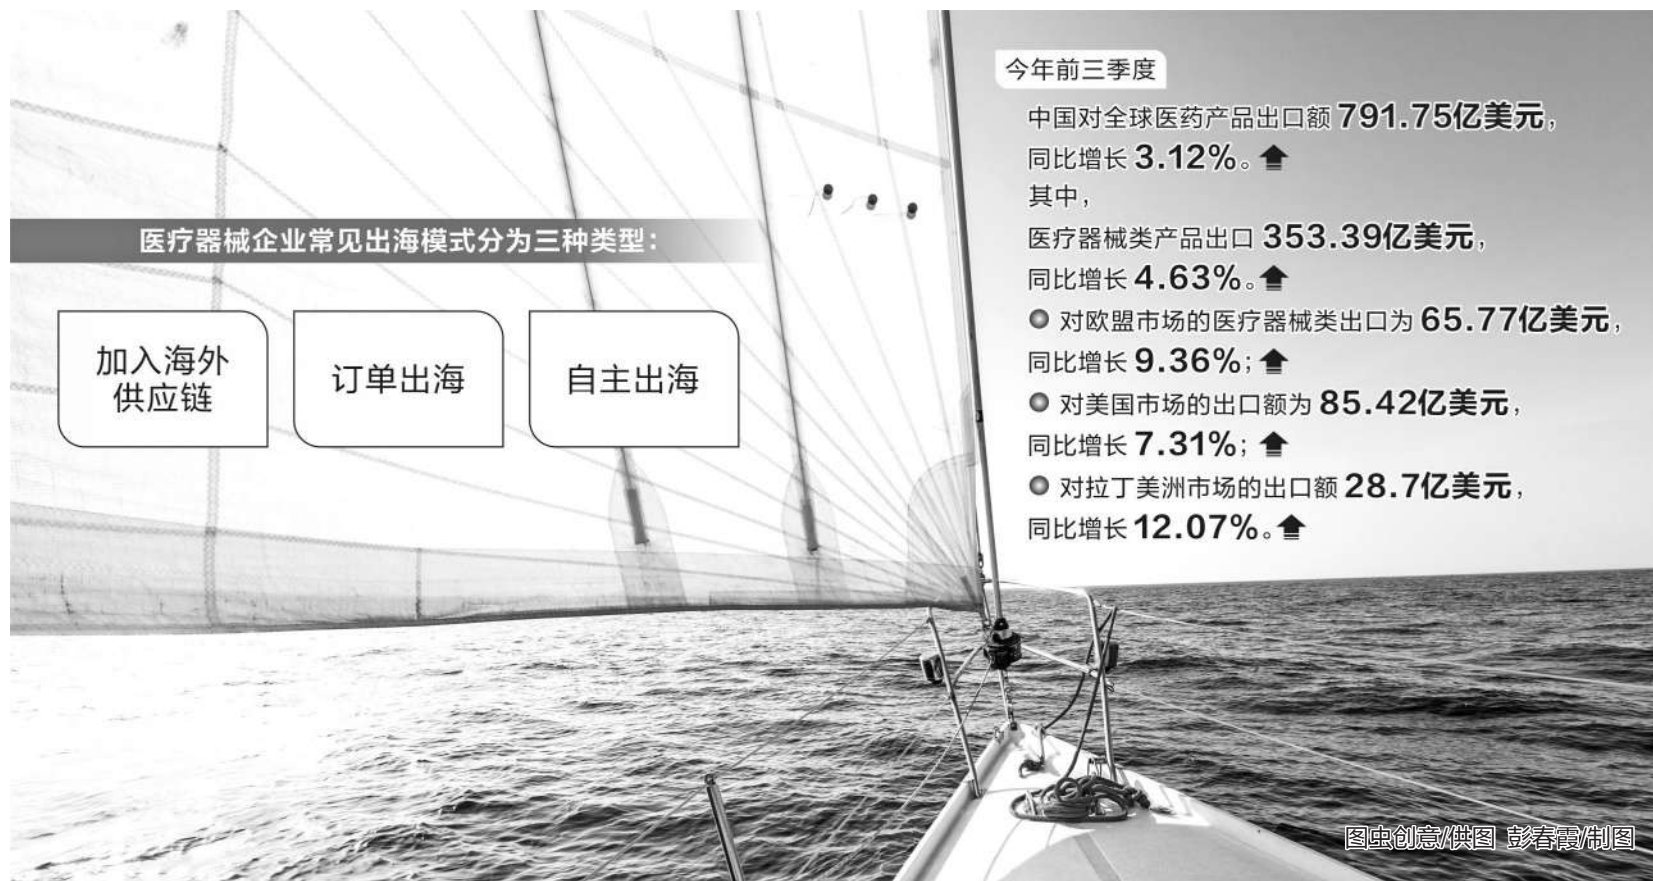 医疗器械企业常见出海模式分为三种类型：
加入海外
供应链
订单出海
自主出海
今年前三季度
中国对全球医药产品出口额 791.75亿美元，
同比增长 3.12%。
其中，
医疗器械类产品出口 353.39亿美元，
同比增长 4.63%。
对欧盟市场的医疗器械类出口为 65.77亿美元，
同比增长 9.36%；
对美国市场的出口额为 85.42亿美元，
同比增长 7.31%；
对拉丁美洲市场的出口额 28.7亿美元，
同比增长 12.07%。
图虫创意/供图 彭春霞/制图